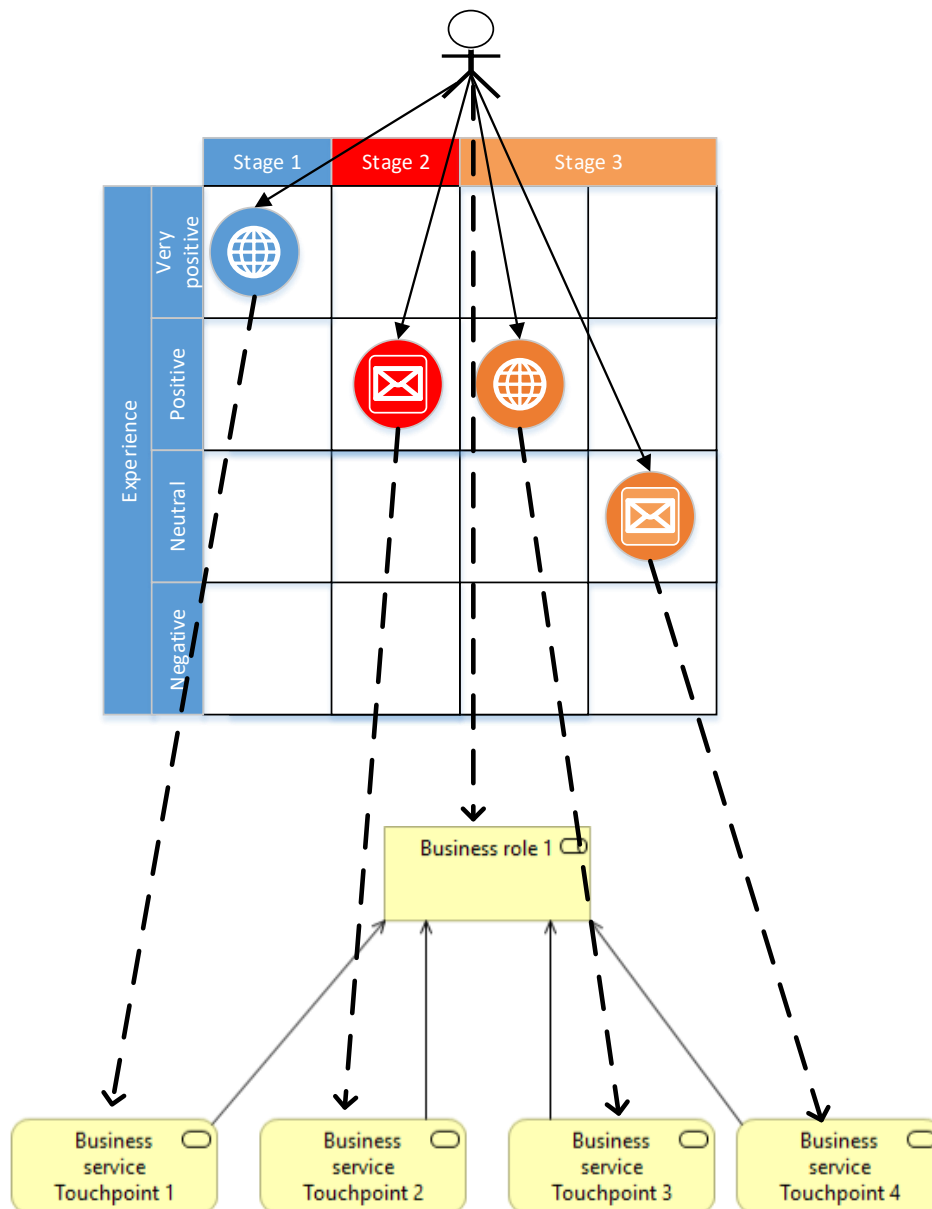 Stage 1
Stage 2
Stage 3
Experience
Very
positive
Positive
Neutral
Negative
Business role 1
Business
service
Touchpoint 1
Business
service
Touchpoint 2
Business
service
Touchpoint 3
Business
service
Touchpoint 4